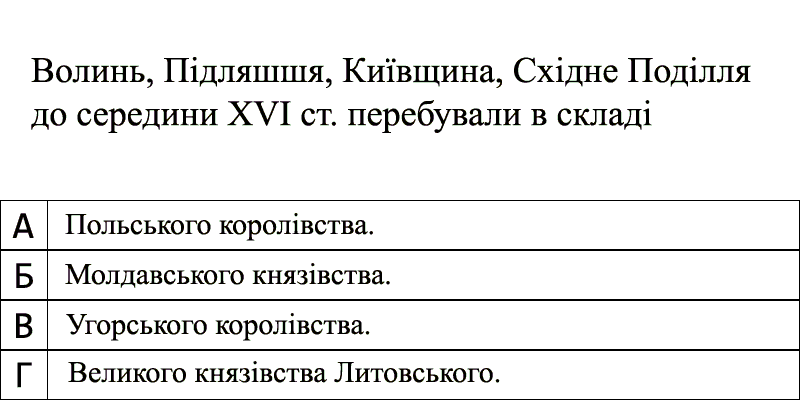 Волинь, Підляшшя, Київщина, Східне Поділля
до середини XVI ст. перебували в складі
А Польського королівства.
Б Молдавського князівства.
В Угорського королівства.
Г Великого князівства Литовського.